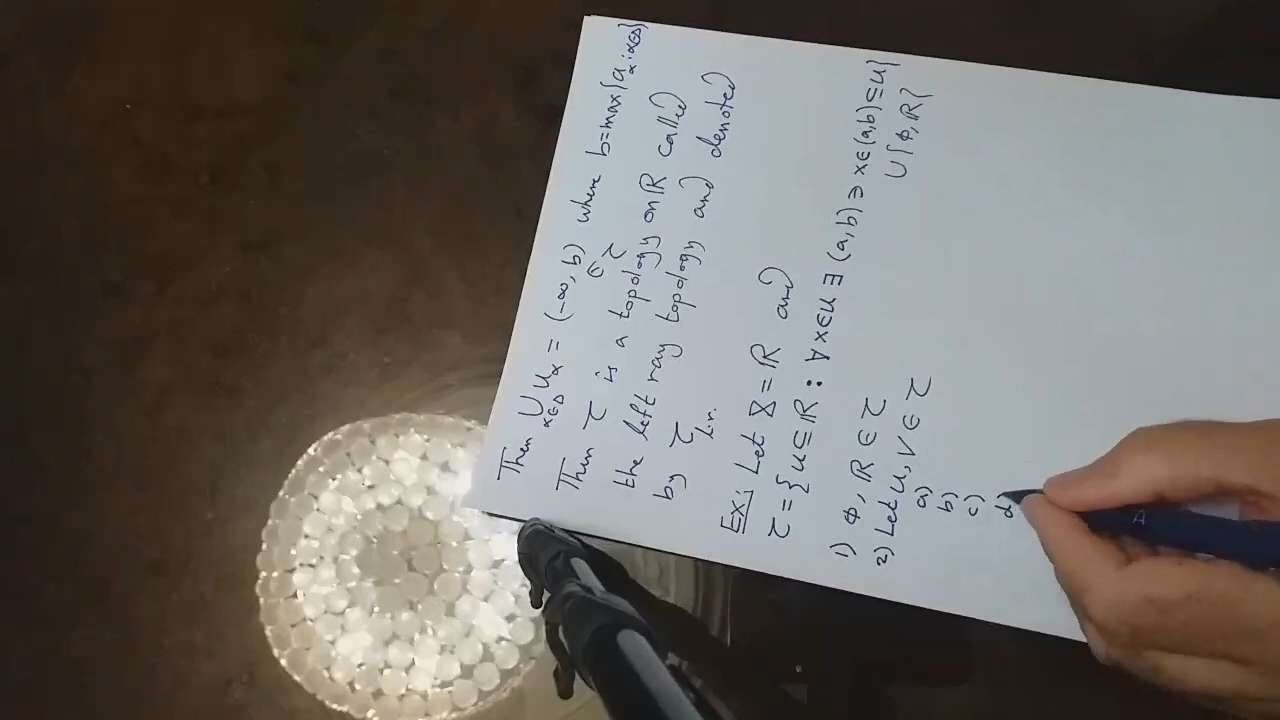 Then ⋃_{α∈Δ} U_α = (-∞, b) where b = max{a_α : α∈Δ}
∈ τ
Then τ is a topology on ℝ called
the left ray topology and denoted
by τ_{l.r.}
Ex: Let X = ℝ and
τ = {U ⊆ ℝ : ∀x∈U ∃ (a,b) ∋ x∈(a,b) ⊆ U}
∪ {φ, ℝ}
1) φ, ℝ ∈ τ
2) Let U, V ∈ τ
a)
b)
c)
d